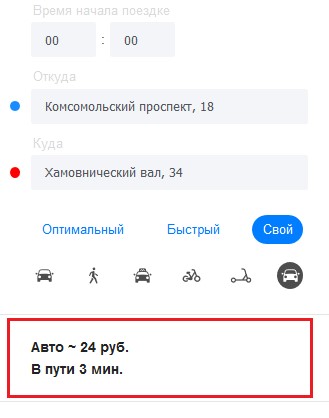 Время начала поездке
00 : 00
Откуда
Комсомольский проспект, 18
Куда
Хамовнический вал, 34
Оптимальный Быстрый Свой
Авто ~ 24 руб.
В пути 3 мин.